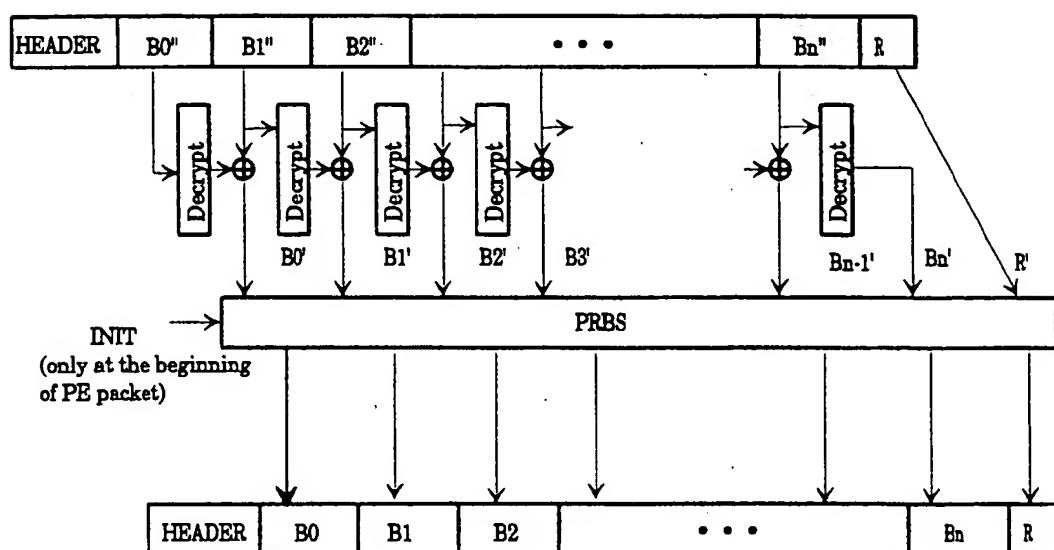 HEADER B0" B1" B2" • • • Bn" R
Decrypt Decrypt Decrypt Decrypt Decrypt
B0' B1' B2' B3' Bn-1' Bn' R'
PRBS
INIT
(only at the beginning
of PE packet)
HEADER B0 B1 B2 • • • Bn R